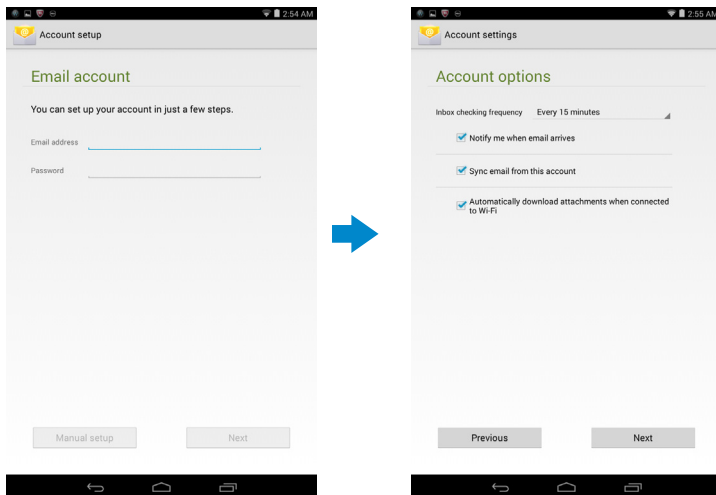 2:54 AM
Account setup
Email account
You can set up your account in just a few steps.
Email address
Password
Manual setup
Next
2:55 AM
Account settings
Account options
Inbox checking frequency Every 15 minutes
Notify me when email arrives
Sync email from this account
Automatically download attachments when connected
to Wi-Fi
Previous
Next